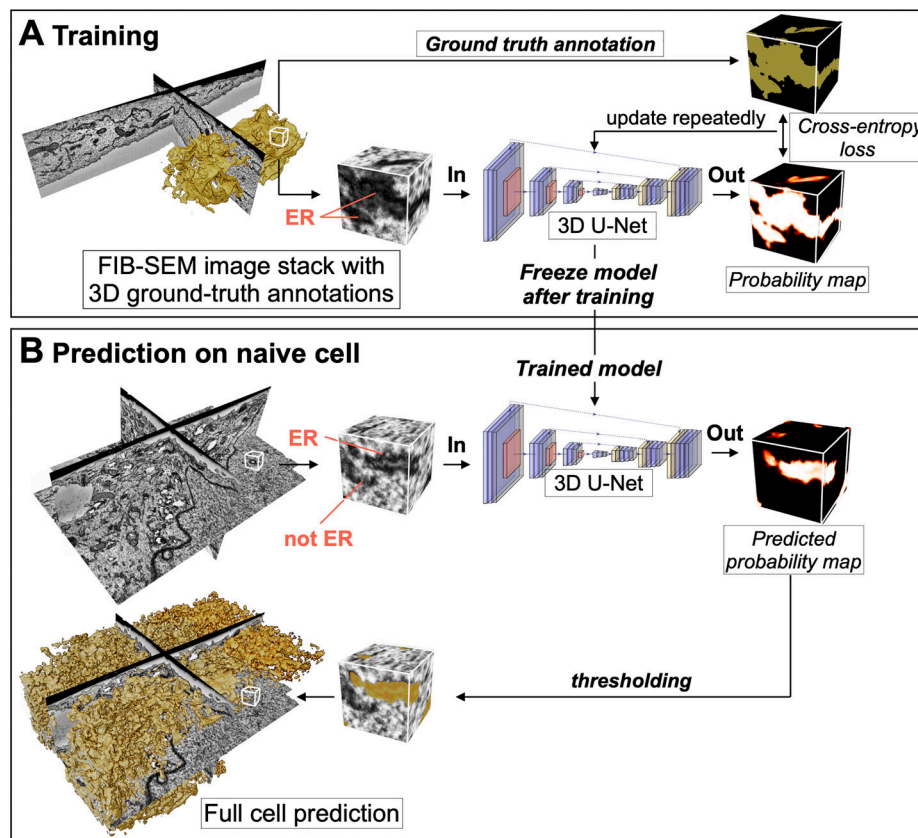 A Training
Ground truth annotation
update repeatedly
Cross-entropy
loss
ER
In
Out
3D U-Net
Probability map
FIB-SEM image stack with
3D ground-truth annotations
Freeze model
after training
B Prediction on naive cell
Trained model
ER
In
Out
not ER
3D U-Net
Predicted
probability map
thresholding
Full cell prediction